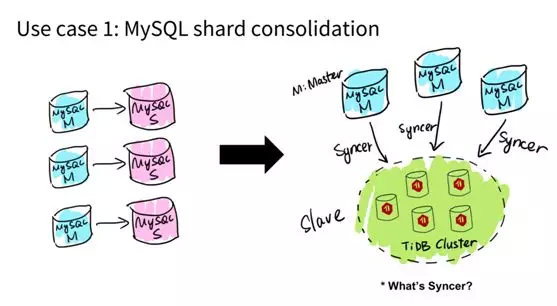 Use case 1: MySQL shard consolidation
MySQL
M
MySQL
S
MySQL
M
MySQL
S
MySQL
M
MySQL
S
M: Master
MySQL
M
MySQL
M
MySQL
M
Syncer
Syncer
Syncer
Slave
TiDB Cluster
* What's Syncer?